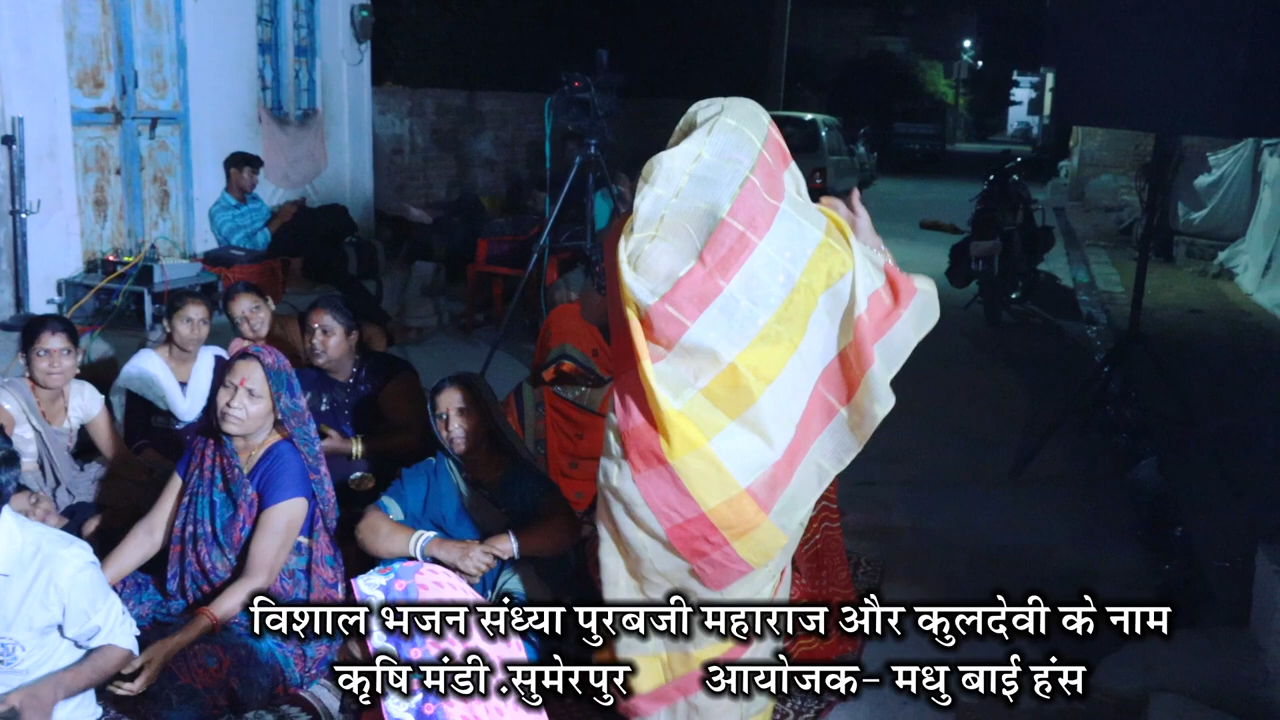 विशाल भजन संध्या पुरबजी महाराज और कुलदेवी के नाम
कृषि मंडी .सुमेरपुर आयोजक- मधु बाई हंस